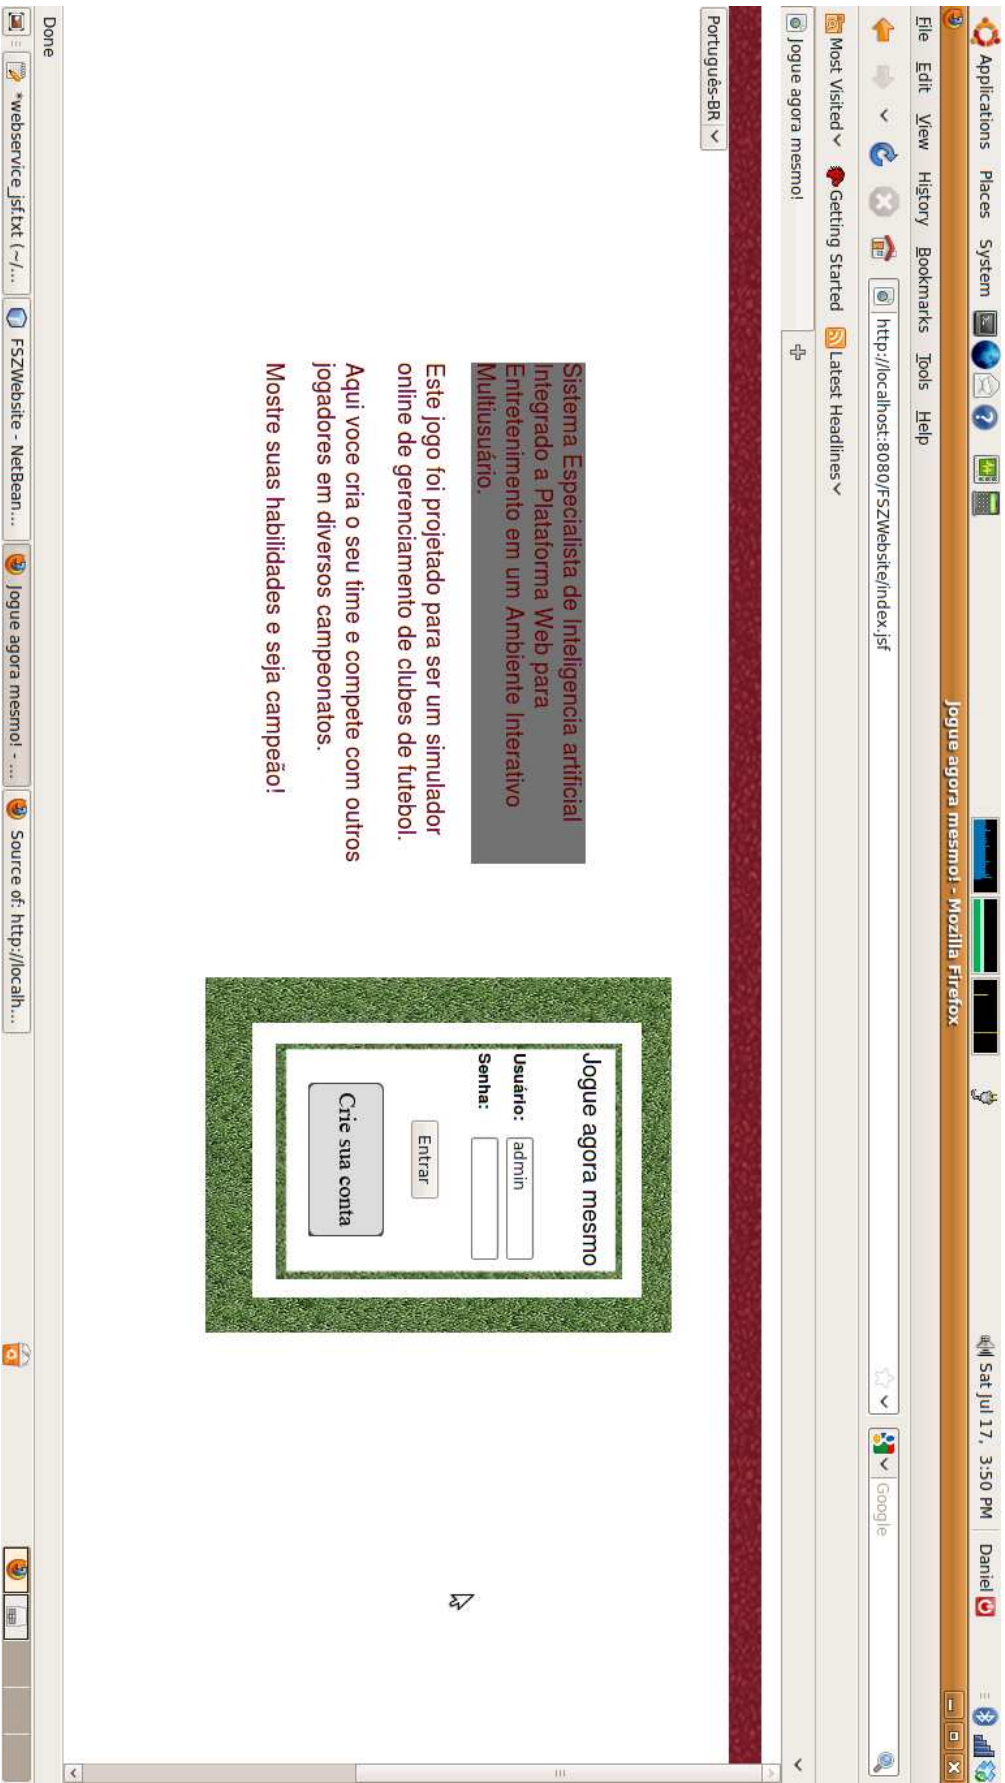 Applications Places System
Sat Jul 17, 3:50 PM Daniel
Jogue agora mesmo! - Mozilla Firefox
File Edit View History Bookmarks Tools Help
http://localhost:8080/FSZWebsite/index.jsf
Google
Most Visited Getting Started Latest Headlines
Jogue agora mesmo!
Português-BR
Sistema Especialista de Inteligencia artificial
Integrado a Plataforma Web para
Entretenimento em um Ambiente Interativo
Multiusuário.
Este jogo foi projetado para ser um simulador
online de gerenciamento de clubes de futebol.
Aqui voce cria o seu time e compete com outros
jogadores em diversos campeonatos.
Mostre suas habilidades e seja campeão!
Jogue agora mesmo
Usuário: admin
Senha:
Entrar
Crie sua conta
Done
*webservice_jsf.txt (~/... FSZWebsite - NetBean... Jogue agora mesmo! - ... Source of: http://localh...